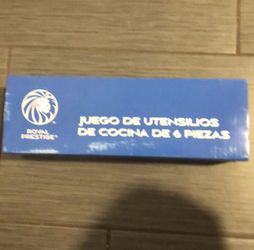 ROYAL
PRESTIGE
JUEGO DE UTENSILIOS
DE COCINA DE 6 PIEZAS